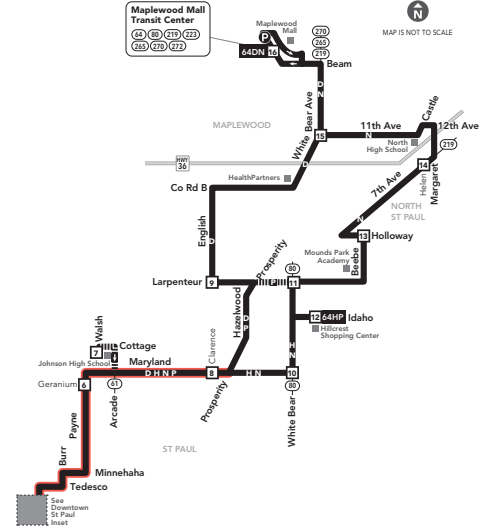 Maplewood Mall
Transit Center
64 80 219 223
265 270 272
Maplewood
Mall
P
64DN 16
270
265
219
Beam
N
MAP IS NOT TO SCALE
D
N
White Bear Ave
MAPLEWOOD
15
11th Ave
N
Castle
12th Ave
North
High School
219
HWY
36
D
14
HealthPartners
Co Rd B
7th Ave
Helen
Margaret
NORTH
ST PAUL
English
D
N
13 Holloway
Mounds Park
Academy
Beebe
Prosperity
80
Larpenteur
9
P
11
Hazelwood
D
P
12 64HP Idaho
Hillcrest
Shopping Center
Walsh
Cottage
7
Johnson High School
Maryland
Clarence
H
N
Geranium
6
D H N P
8
H N
10
61
80
Arcade
Prosperity
White Bear
Payne
ST PAUL
Burr
Minnehaha
Tedesco
See
Downtown
St Paul
Inset